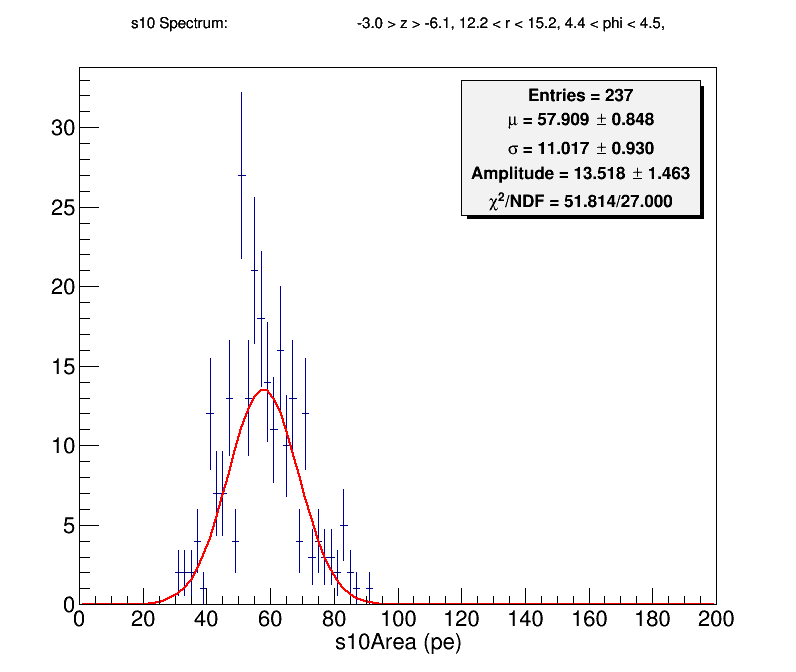 s10 Spectrum: -3.0 > z > -6.1, 12.2 < r < 15.2, 4.4 < phi < 4.5,
Entries = 237
μ = 57.909 ± 0.848
σ = 11.017 ± 0.930
Amplitude = 13.518 ± 1.463
χ²/NDF = 51.814/27.000
30
25
20
15
10
5
0
0 20 40 60 80 100 120 140 160 180 200
s10Area (pe)